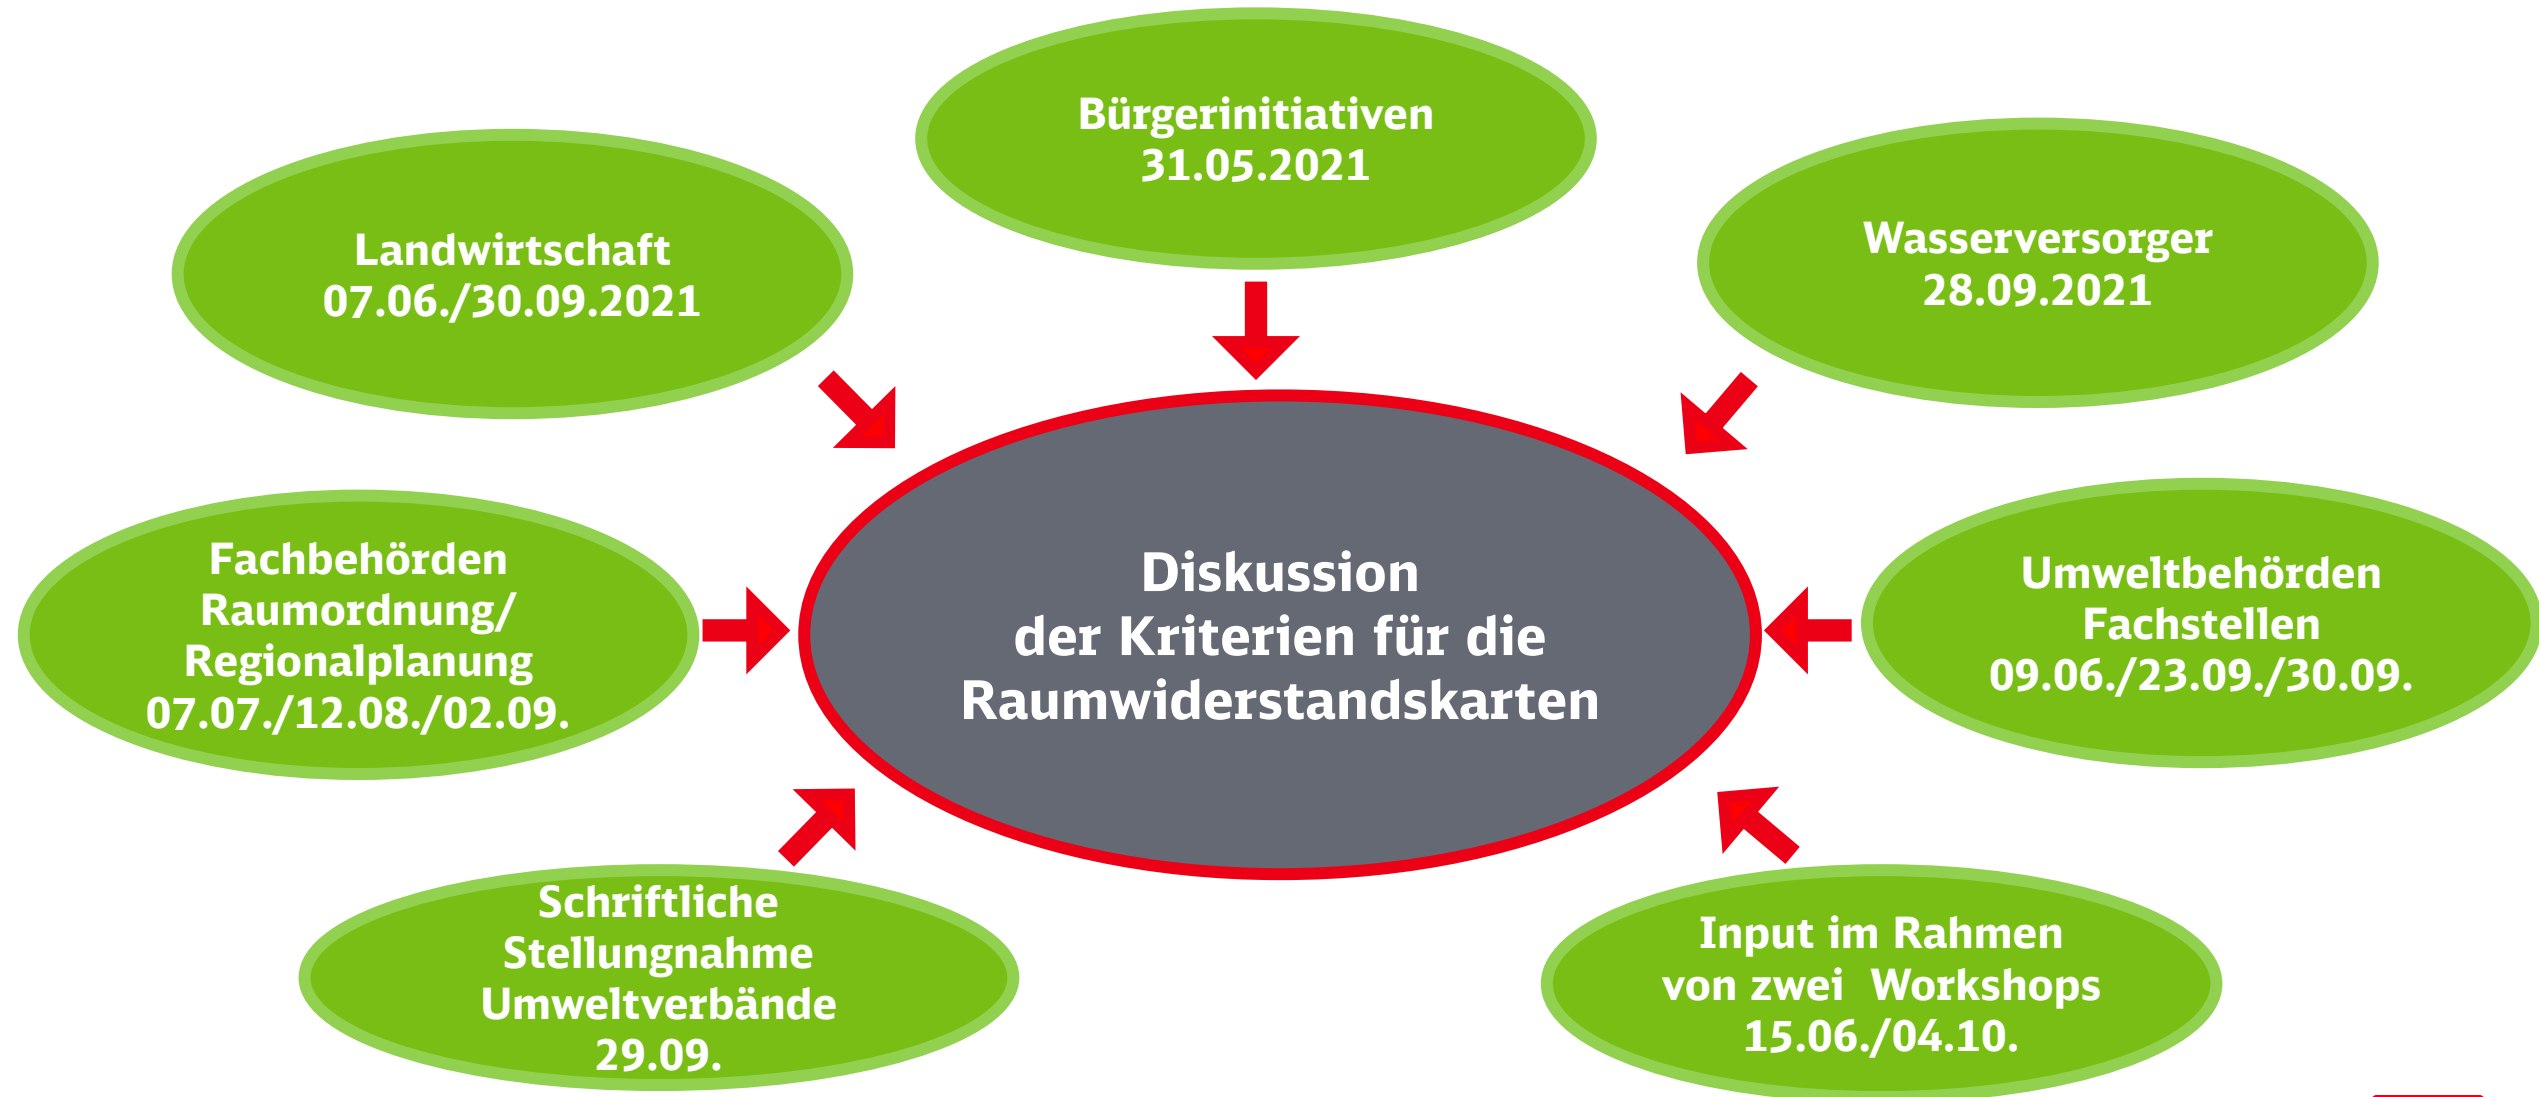 Bürgerinitiativen
31.05.2021
Landwirtschaft
07.06./30.09.2021
Wasserversorger
28.09.2021
Fachbehörden
Raumordnung/
Regionalplanung
07.07./12.08./02.09.
Diskussion
der Kriterien für die
Raumwiderstandskarten
Umweltbehörden
Fachstellen
09.06./23.09./30.09.
Schriftliche
Stellungnahme
Umweltverbände
29.09.
Input im Rahmen
von zwei  Workshops
15.06./04.10.